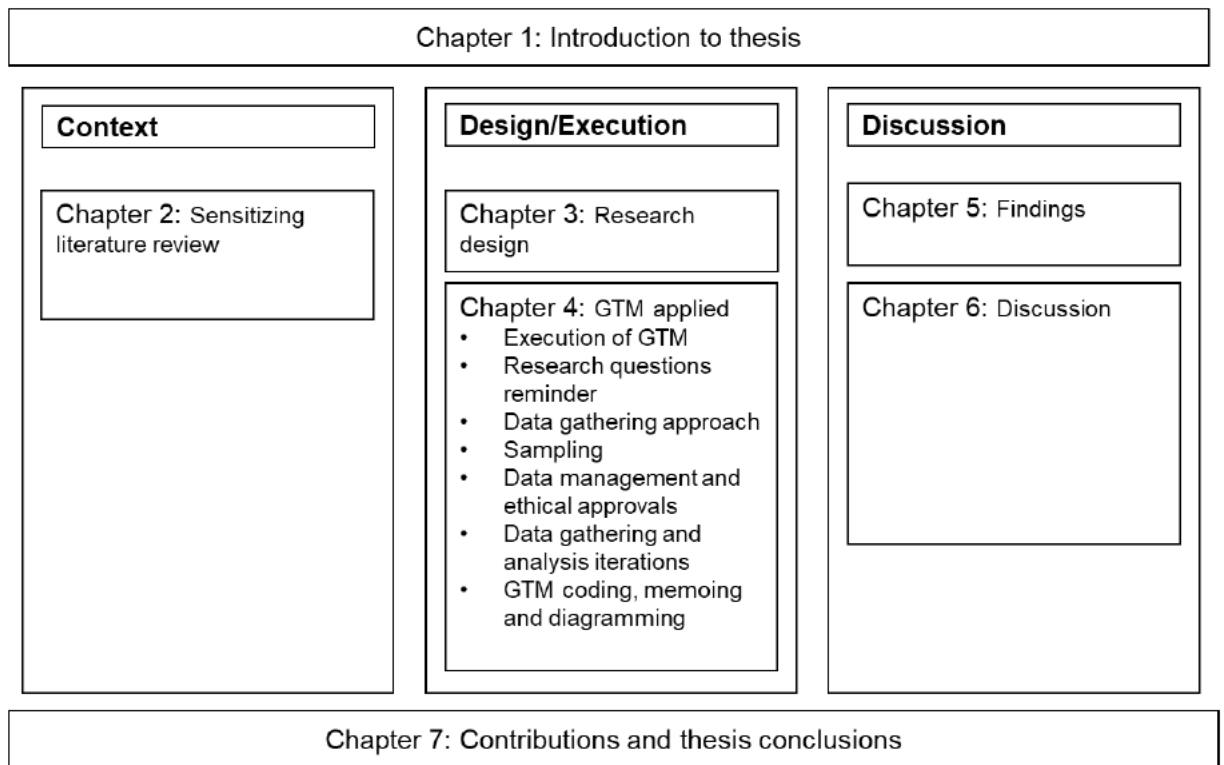 Chapter 1: Introduction to thesis
Context
Chapter 2: Sensitizing
literature review
Design/Execution
Chapter 3: Research
design
Chapter 4: GTM applied
• Execution of GTM
• Research questions
reminder
• Data gathering approach
• Sampling
• Data management and
ethical approvals
• Data gathering and
analysis iterations
• GTM coding, memoing
and diagramming
Discussion
Chapter 5: Findings
Chapter 6: Discussion
Chapter 7: Contributions and thesis conclusions